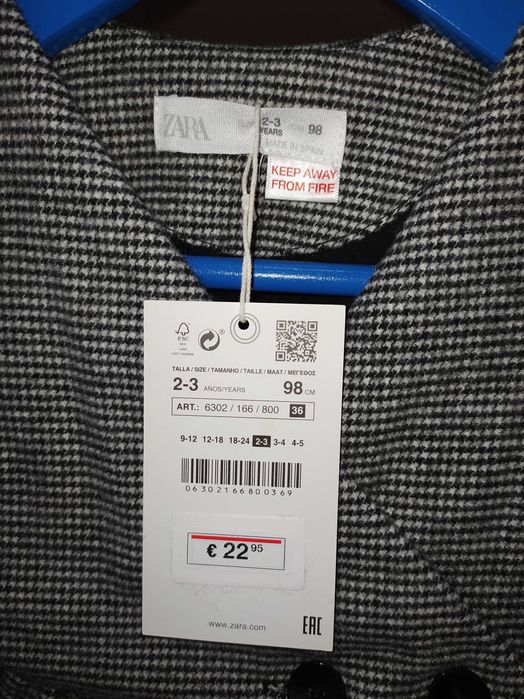 ZARA
2-3
YEARS
CM 98
MADE IN SPAIN
KEEP AWAY
FROM FIRE
FSC
TALLA / SIZE / TAMANHO / TAILLE / MAAT / ΜΕΓΕΘΟΣ
2-3 AÑOS/YEARS 98 CM
ART.: 6302 / 166 / 800 36
9-12 12-18 18-24 2-3 3-4 4-5
06302166800369
€ 22 95
www.zara.com
EAC